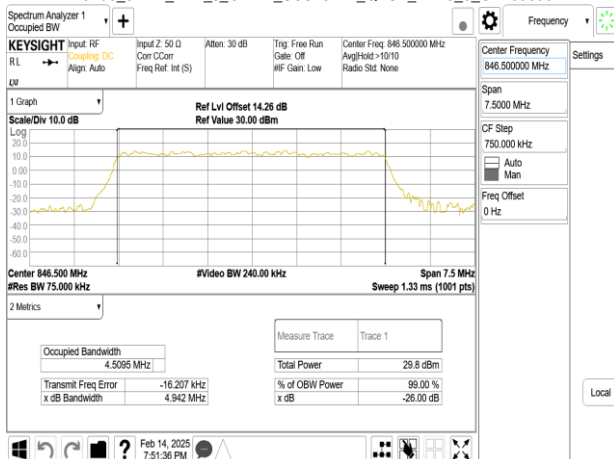 Spectrum Analyzer 1
Occupied BW
Frequency
KEYSIGHT
RL
LXI
Input: RF
Coupling: DC
Align: Auto
Input Z: 50 Ω
Corr CCorr
Freq Ref: Int (S)
Atten: 30 dB
Trig: Free Run
Gate: Off
#IF Gain: Low
Center Freq: 846.500000 MHz
Avg|Hold:>10/10
Radio Std: None
Center Frequency
846.500000 MHz
Settings
Span
7.5000 MHz
CF Step
750.000 kHz
Auto
Man
Freq Offset
0 Hz
1 Graph
Scale/Div 10.0 dB
Ref Lvl Offset 14.26 dB
Ref Value 30.00 dBm
Log
20.0
10.0
0.00
-10.0
-20.0
-30.0
-40.0
-50.0
-60.0
Center 846.500 MHz
#Res BW 75.000 kHz
#Video BW 240.00 kHz
Span 7.5 MHz
Sweep 1.33 ms (1001 pts)
2 Metrics
Measure Trace Trace 1
Occupied Bandwidth
4.5095 MHz
Total Power 29.8 dBm
Transmit Freq Error -16.207 kHz
% of OBW Power 99.00 %
x dB Bandwidth 4.942 MHz
x dB -26.00 dB
Local
?
Feb 14, 2025
7:51:36 PM